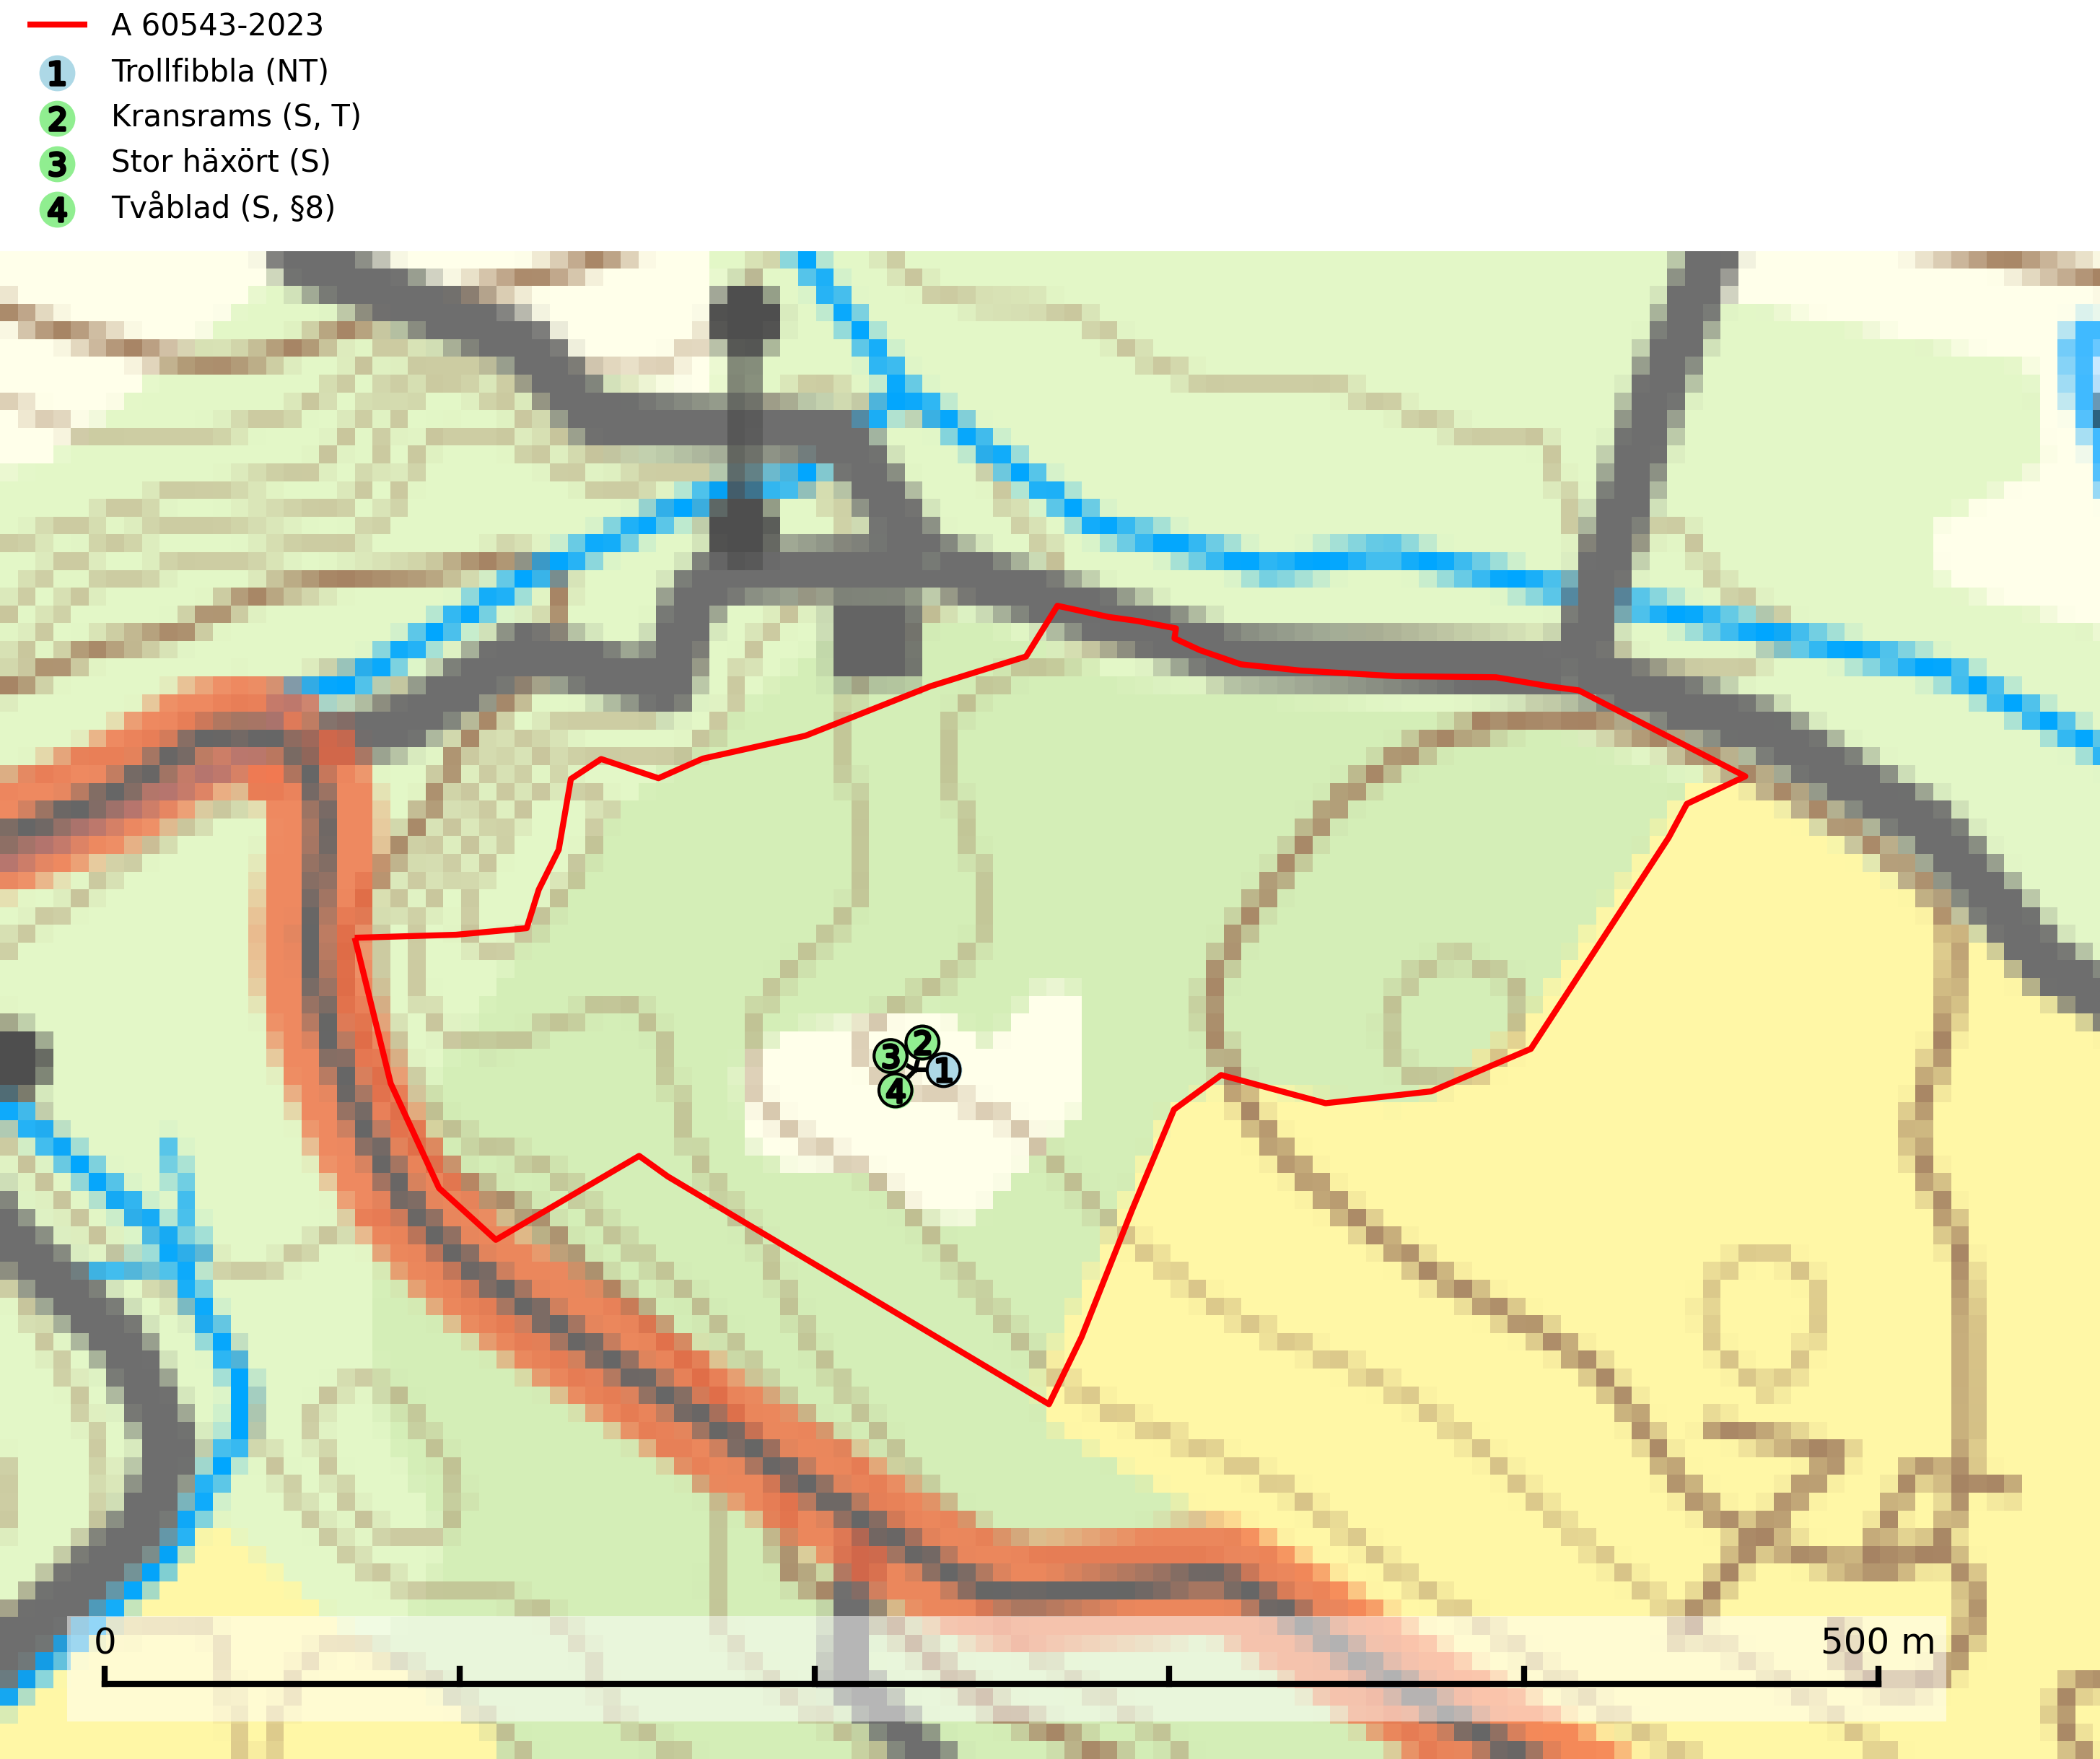 A 60543-2023
1 Trollfibbla (NT)
2 Kransrams (S, T)
3 Stor häxört (S)
4 Tvåblad (S, §8)
2
3
1
4
0
500 m